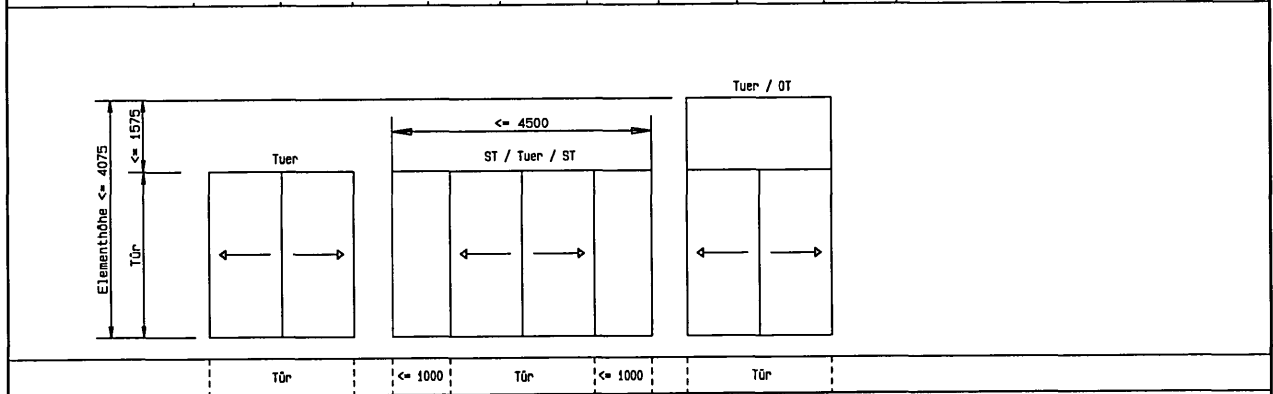 Tuer / OT
<= 4500
<= 1575
Tuer
ST / Tuer / ST
Elementhöhe <= 4075
Tür
Tür
<= 1000
Tür
<= 1000
Tür